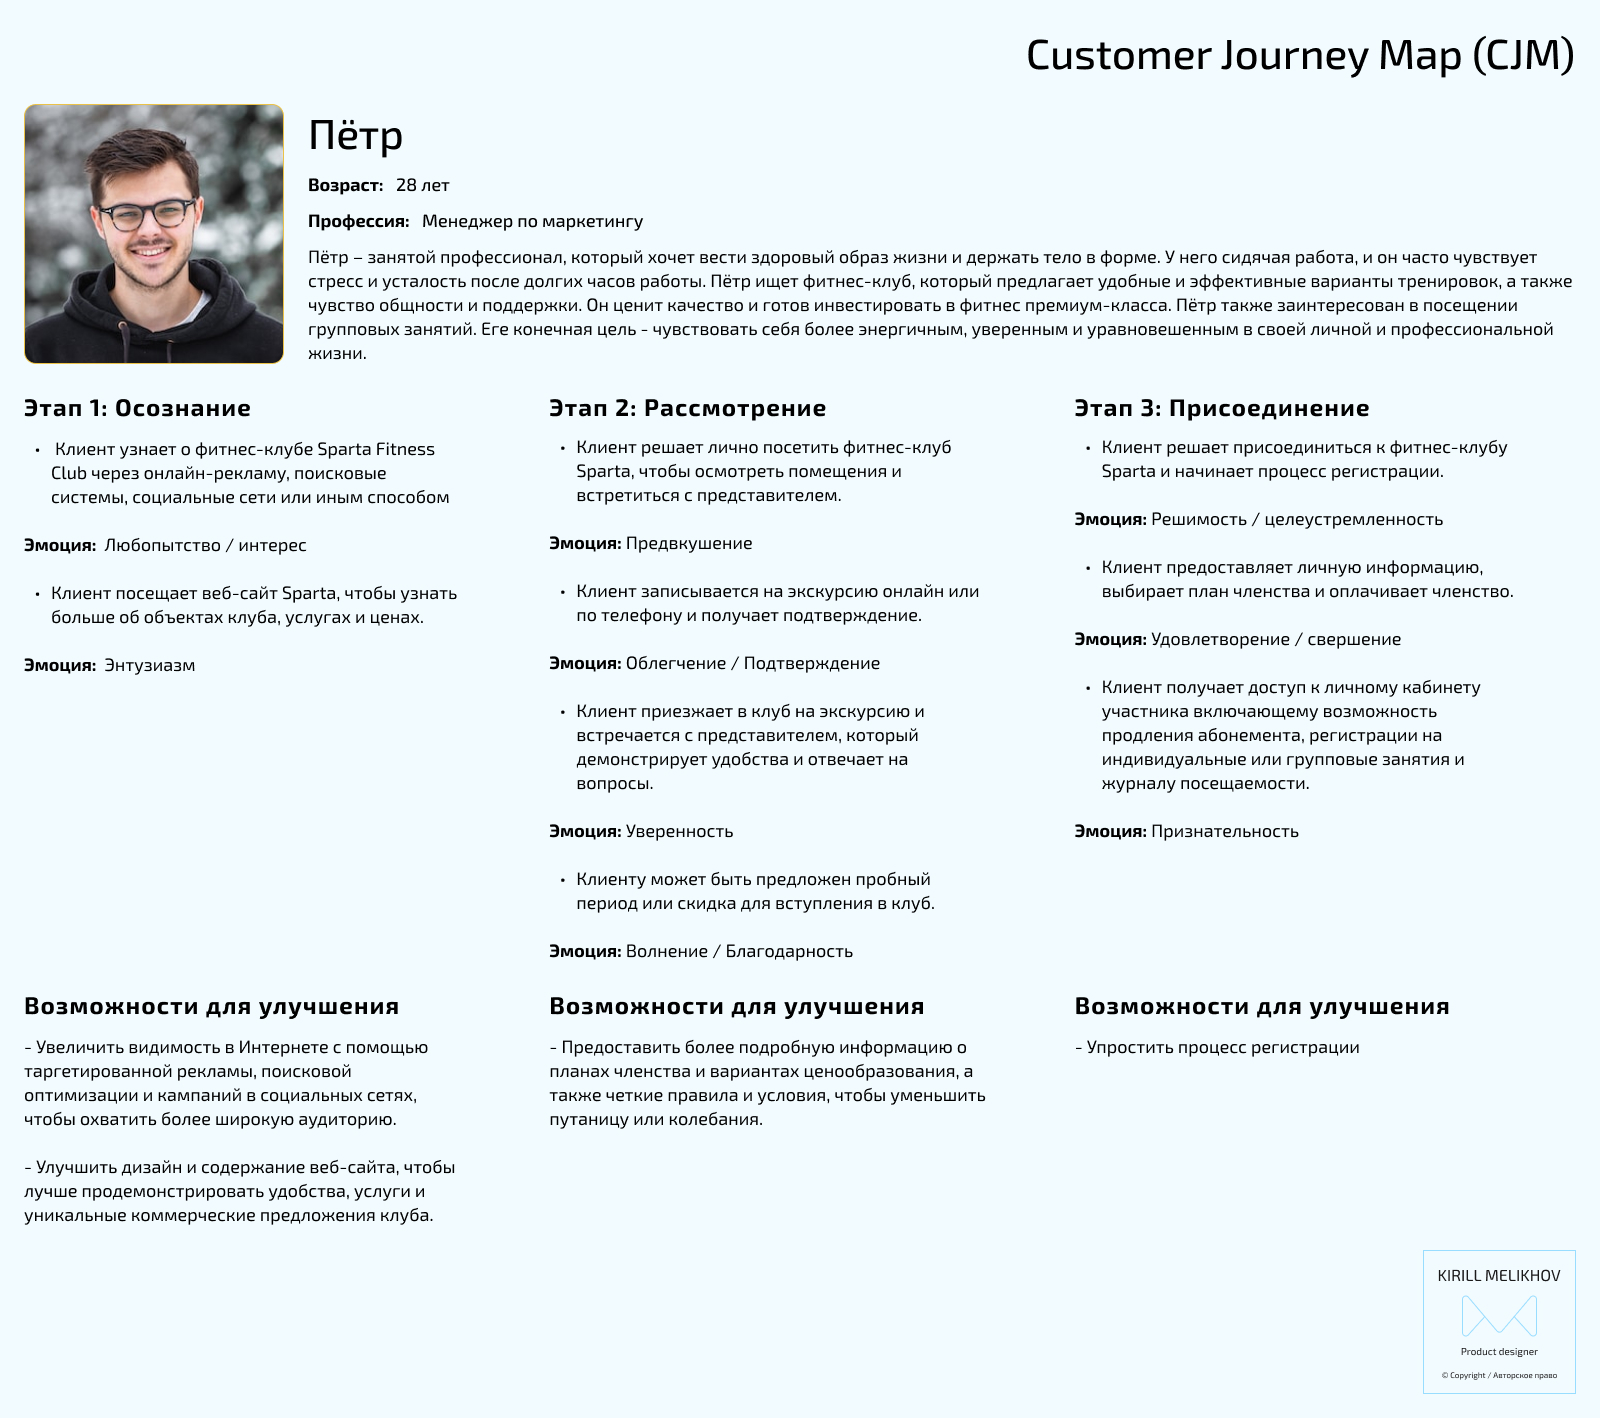 Customer Journey Map (CJM)
Пётр
Возраст: 28 лет
Профессия: Менеджер по маркетингу
Пётр – занятой профессионал, который хочет вести здоровый образ жизни и держать тело в форме. У него сидячая работа, и он часто чувствует
стресс и усталость после долгих часов работы. Пётр ищет фитнес-клуб, который предлагает удобные и эффективные варианты тренировок, а также
чувство общности и поддержки. Он ценит качество и готов инвестировать в фитнес премиум-класса. Пётр также заинтересован в посещении
групповых занятий. Еге конечная цель - чувствовать себя более энергичным, уверенным и уравновешенным в своей личной и профессиональной
жизни.
Этап 1: Осознание
• Клиент узнает о фитнес-клубе Sparta Fitness
Club через онлайн-рекламу, поисковые
системы, социальные сети или иным способом
Эмоция: Любопытство / интерес
• Клиент посещает веб-сайт Sparta, чтобы узнать
больше об объектах клуба, услугах и ценах.
Эмоция: Энтузиазм
Этап 2: Рассмотрение
• Клиент решает лично посетить фитнес-клуб
Sparta, чтобы осмотреть помещения и
встретиться с представителем.
Эмоция: Предвкушение
• Клиент записывается на экскурсию онлайн или
по телефону и получает подтверждение.
Эмоция: Облегчение / Подтверждение
• Клиент приезжает в клуб на экскурсию и
встречается с представителем, который
демонстрирует удобства и отвечает на
вопросы.
Эмоция: Уверенность
• Клиенту может быть предложен пробный
период или скидка для вступления в клуб.
Эмоция: Волнение / Благодарность
Этап 3: Присоединение
• Клиент решает присоединиться к фитнес-клубу
Sparta и начинает процесс регистрации.
Эмоция: Решимость / целеустремленность
• Клиент предоставляет личную информацию,
выбирает план членства и оплачивает членство.
Эмоция: Удовлетворение / свершение
• Клиент получает доступ к личному кабинету
участника включающему возможность
продления абонемента, регистрации на
индивидуальные или групповые занятия и
журналу посещаемости.
Эмоция: Признательность
Возможности для улучшения
- Увеличить видимость в Интернете с помощью
таргетированной рекламы, поисковой
оптимизации и кампаний в социальных сетях,
чтобы охватить более широкую аудиторию.
- Улучшить дизайн и содержание веб-сайта, чтобы
лучше продемонстрировать удобства, услуги и
уникальные коммерческие предложения клуба.
Возможности для улучшения
- Предоставить более подробную информацию о
планах членства и вариантах ценообразования, а
также четкие правила и условия, чтобы уменьшить
путаницу или колебания.
Возможности для улучшения
- Упростить процесс регистрации
KIRILL MELIKHOV
Product designer
© Copyright / Авторское право